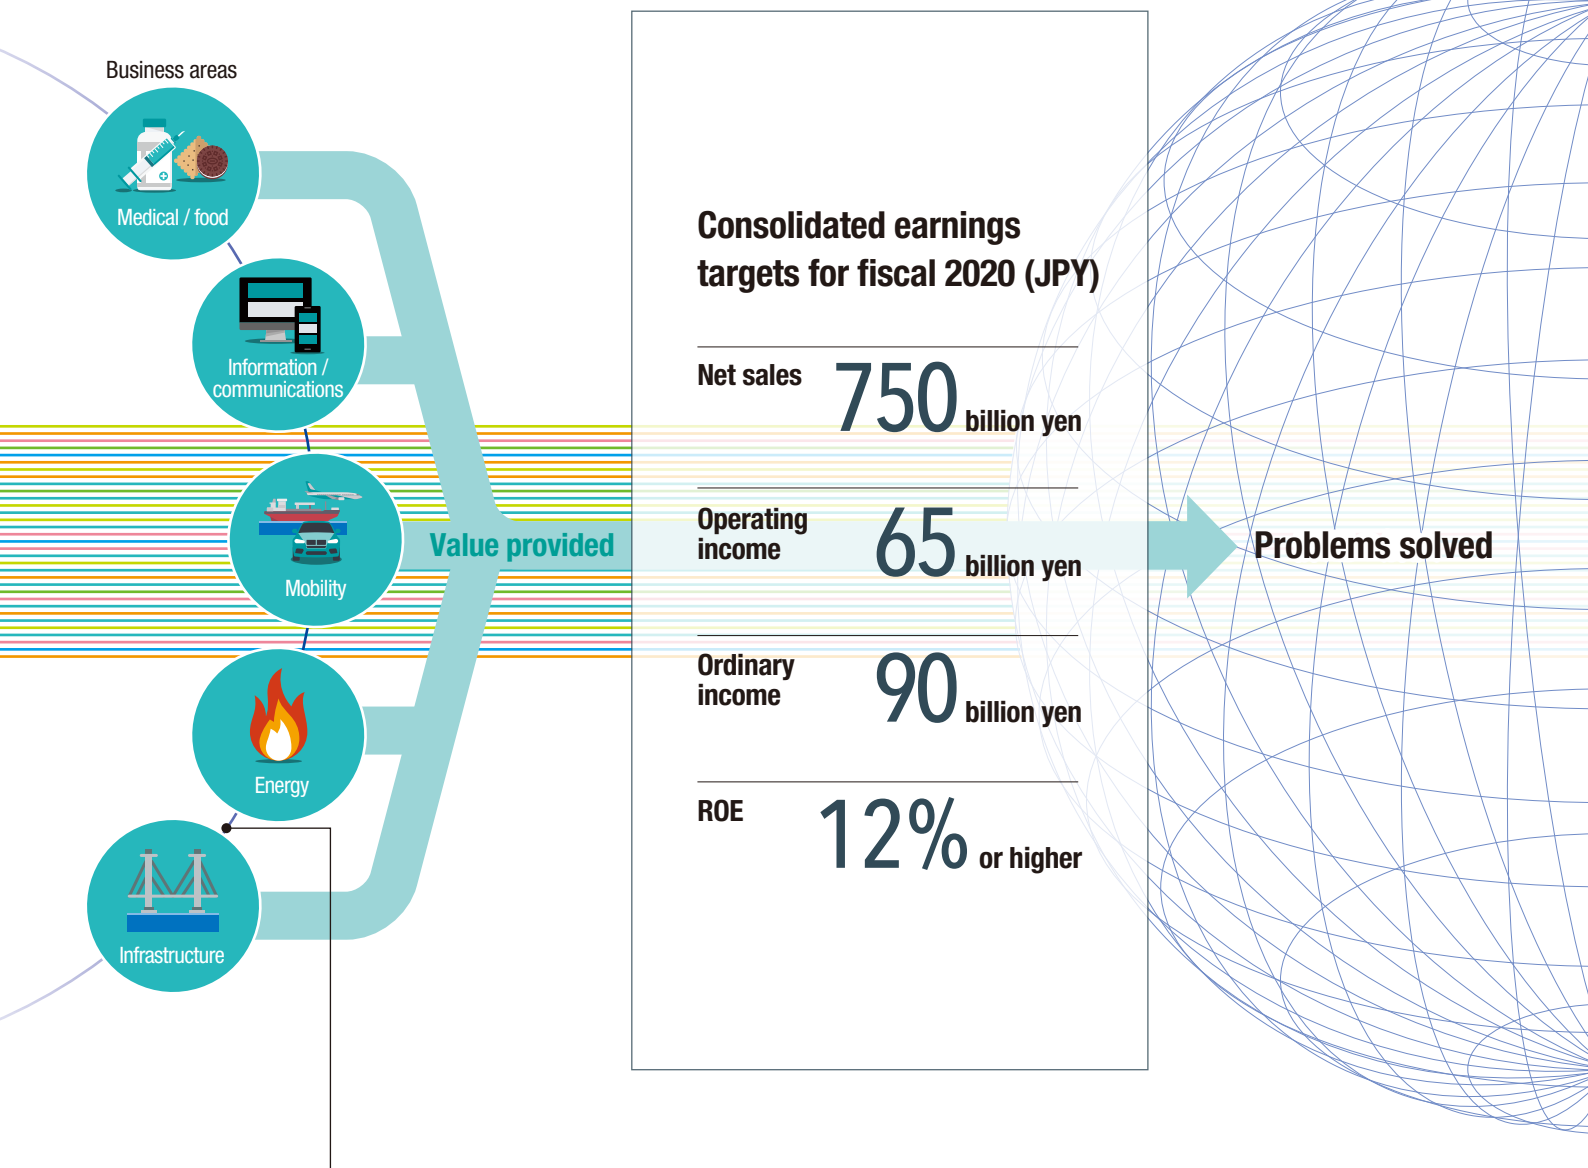 Business areas
Medical / food
Information /
communications
Mobility
Energy
Infrastructure
Value provided
Consolidated earnings
targets for fiscal 2020 (JPY)
Net sales 750 billion yen
Operating
income 65 billion yen
Ordinary
income 90 billion yen
ROE 12% or higher
Problems solved